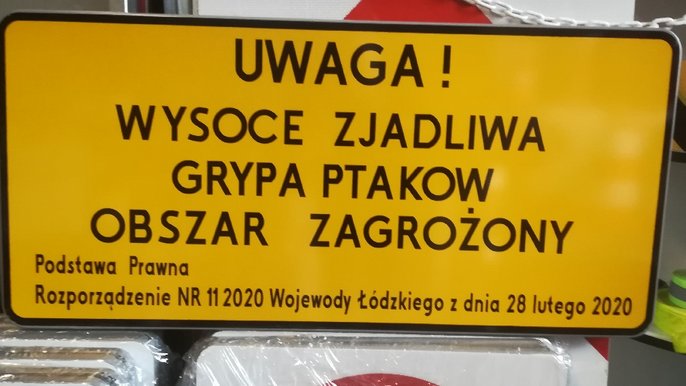 UWAGA !
WYSOCE ZJADLIWA
GRYPA PTAKOW
OBSZAR ZAGROŻONY
Podstawa Prawna
Rozporządzenie NR 11 2020 Wojewody Łódzkiego z dnia 28 lutego 2020